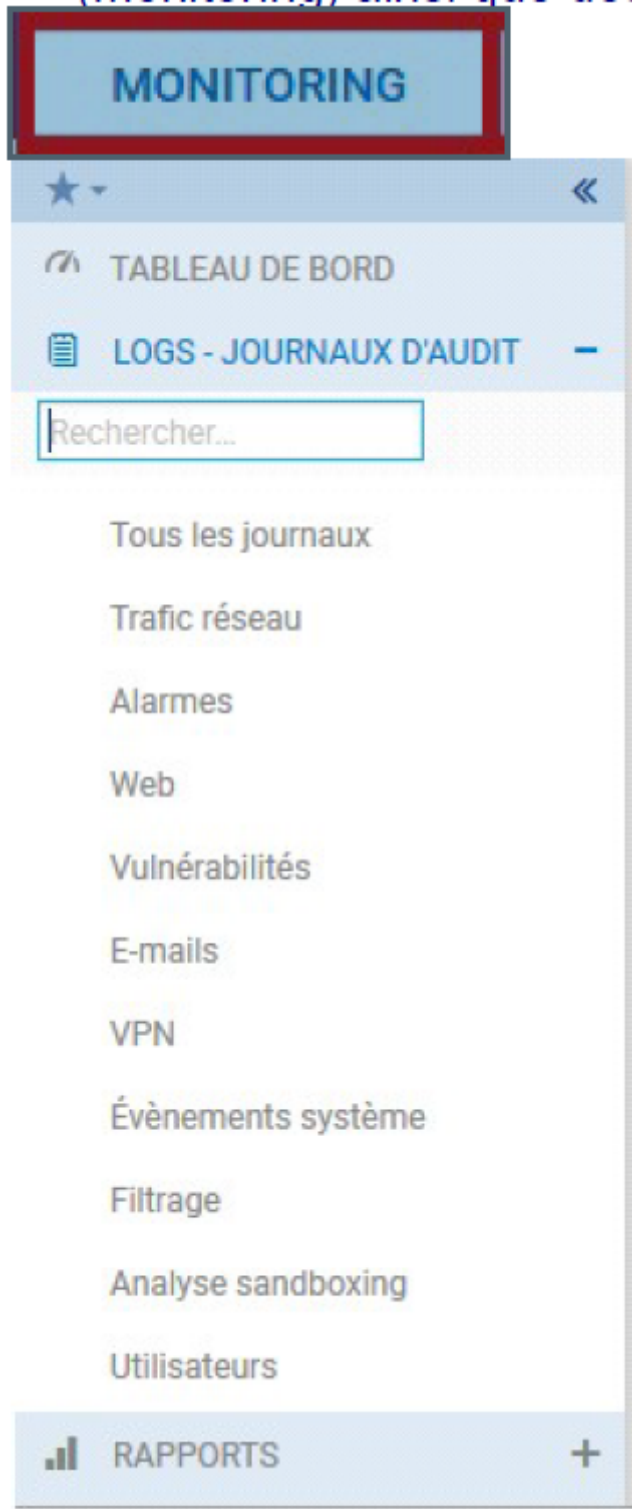 MONITORING
TABLEAU DE BORD
LOGS - JOURNAUX D'AUDIT
Rechercher...
Tous les journaux
Trafic réseau
Alarmes
Web
Vulnérabilités
E-mails
VPN
Évènements système
Filtrage
Analyse sandboxing
Utilisateurs
RAPPORTS